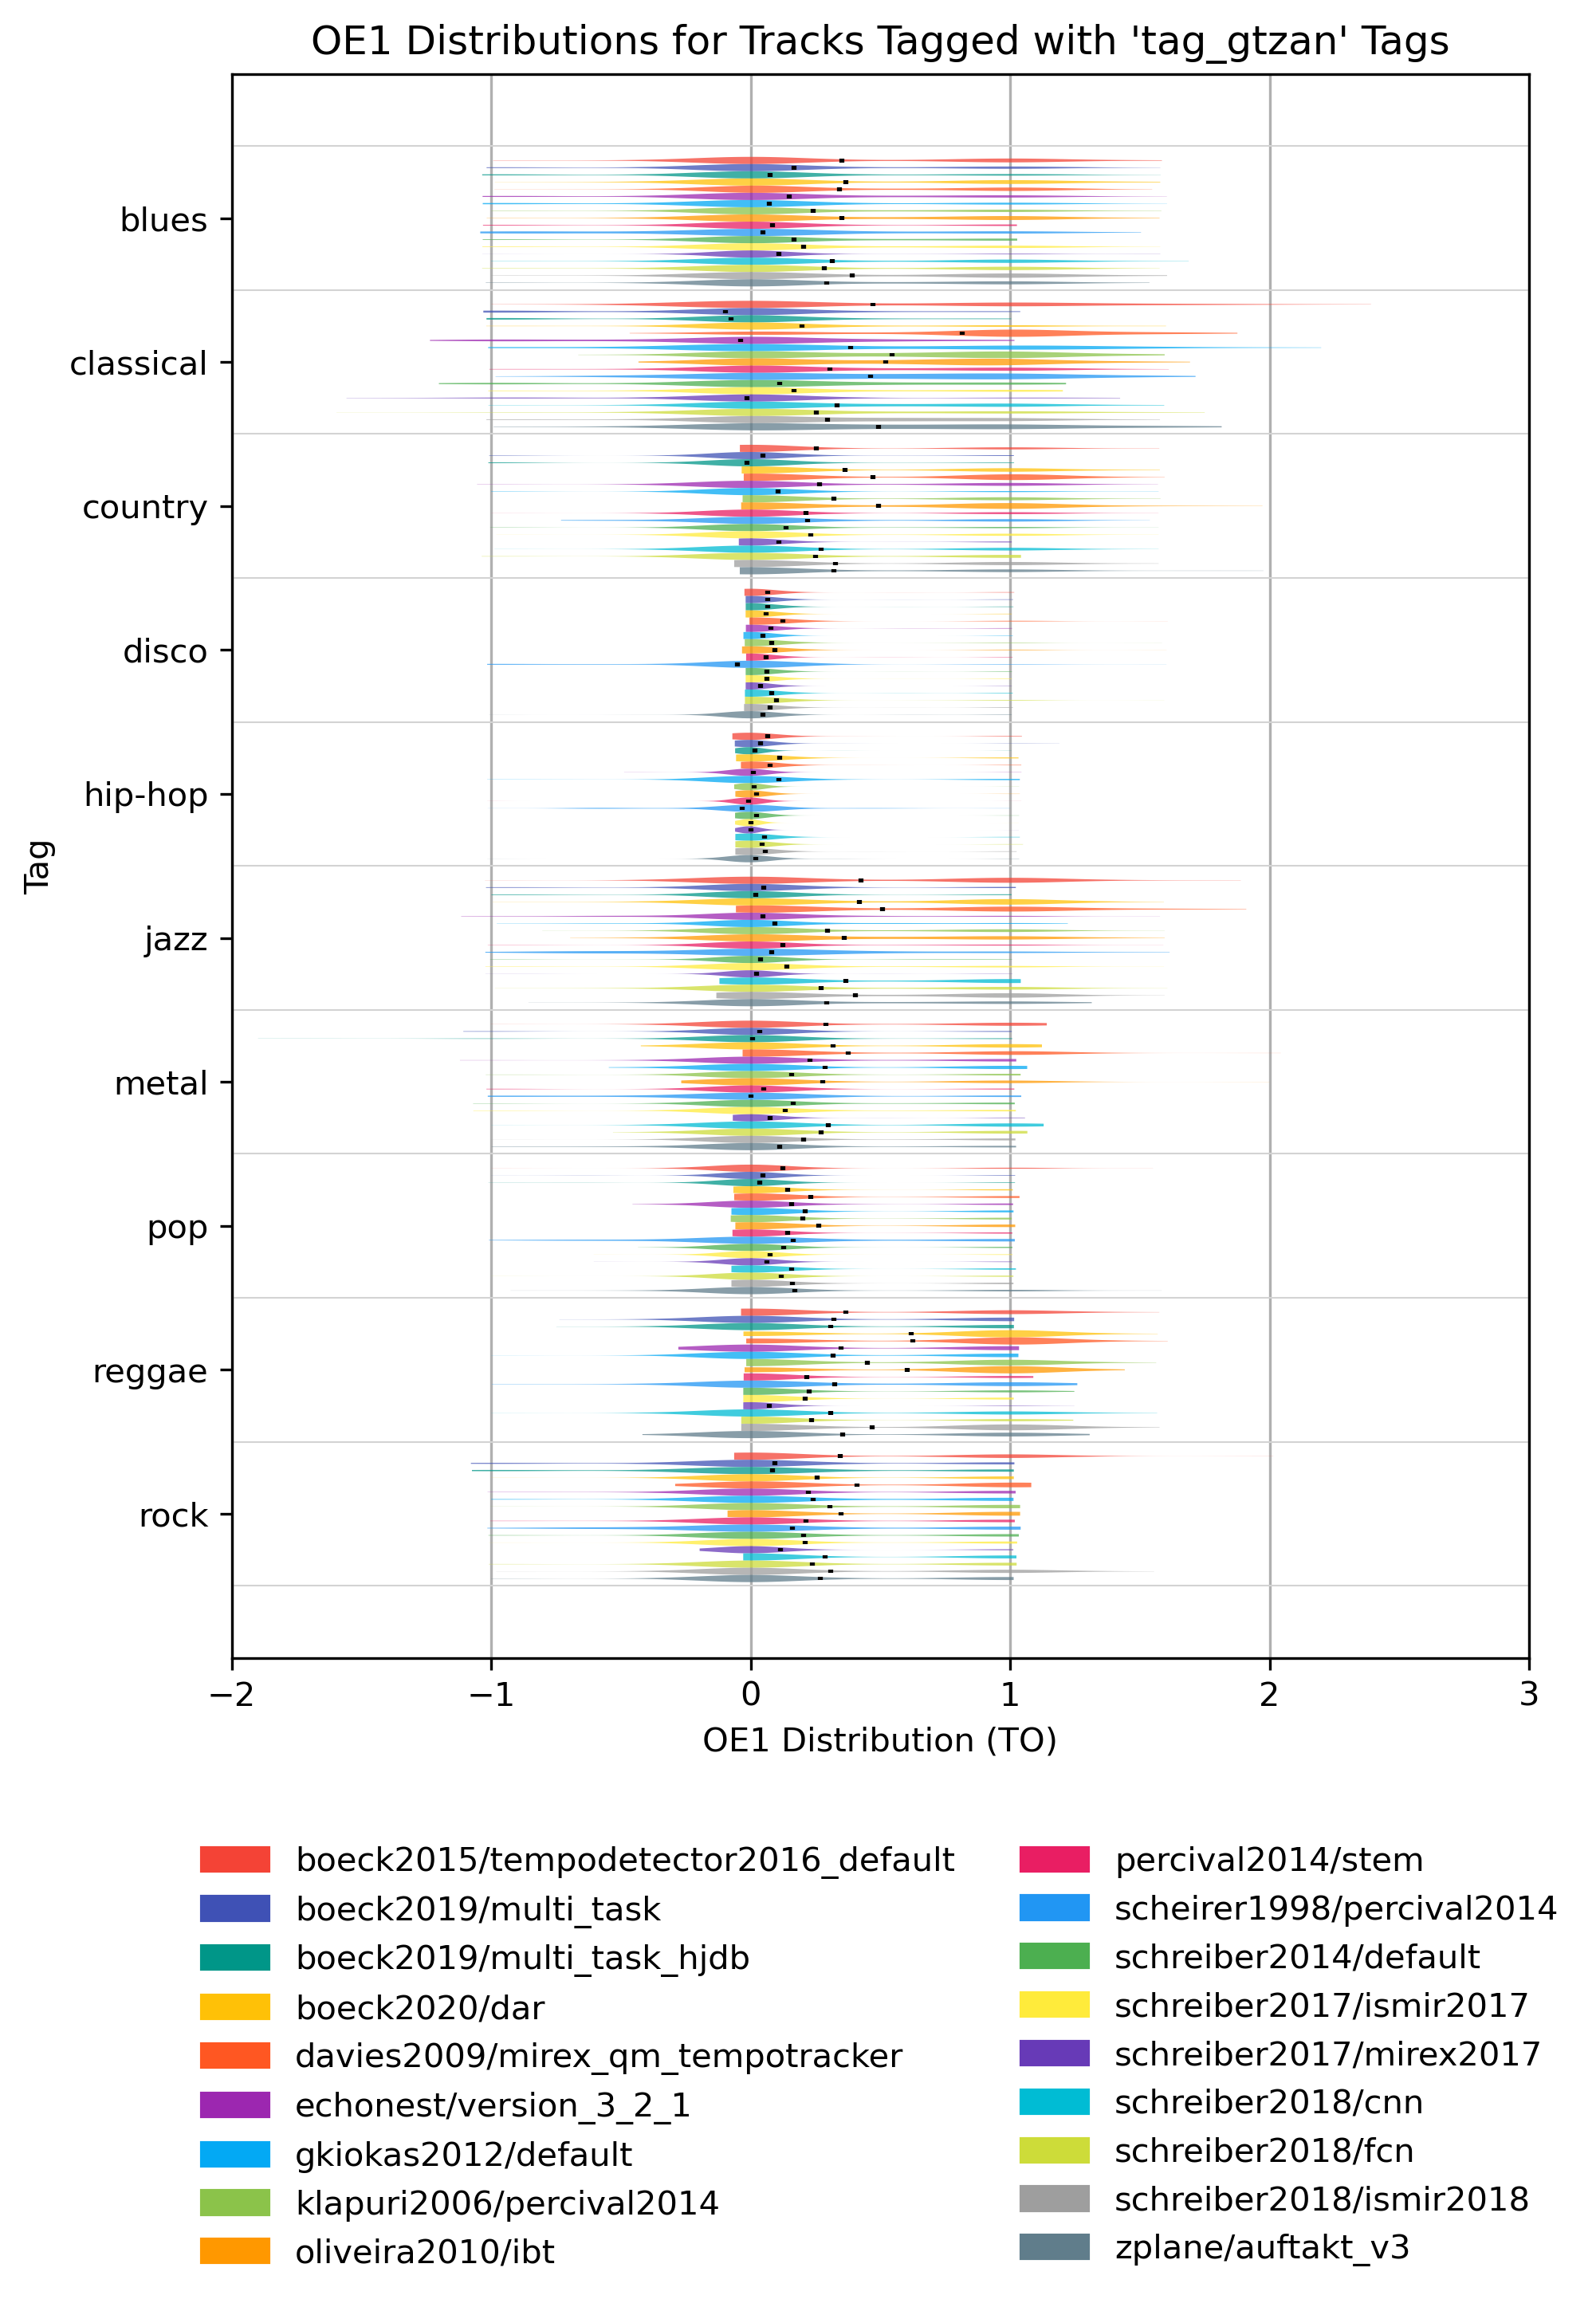 OE1 Distributions for Tracks Tagged with 'tag_gtzan' Tags
blues
classical
country
disco
hip-hop
jazz
metal
pop
reggae
rock
Tag
−2 −1 0 1 2 3
OE1 Distribution (TO)
boeck2015/tempodetector2016_default
boeck2019/multi_task
boeck2019/multi_task_hjdb
boeck2020/dar
davies2009/mirex_qm_tempotracker
echonest/version_3_2_1
gkiokas2012/default
klapuri2006/percival2014
oliveira2010/ibt
percival2014/stem
scheirer1998/percival2014
schreiber2014/default
schreiber2017/ismir2017
schreiber2017/mirex2017
schreiber2018/cnn
schreiber2018/fcn
schreiber2018/ismir2018
zplane/auftakt_v3